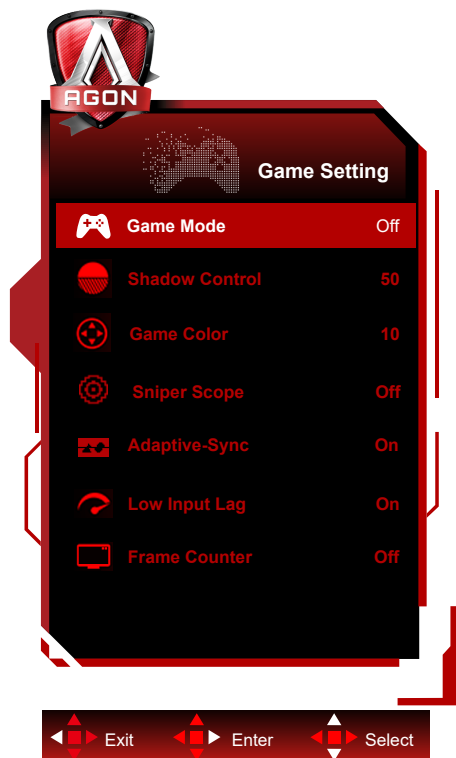 AGON
Game Setting
Game Mode Off
Shadow Control 50
Game Color 10
Sniper Scope Off
Adaptive-Sync On
Low Input Lag On
Frame Counter Off
Exit Enter Select